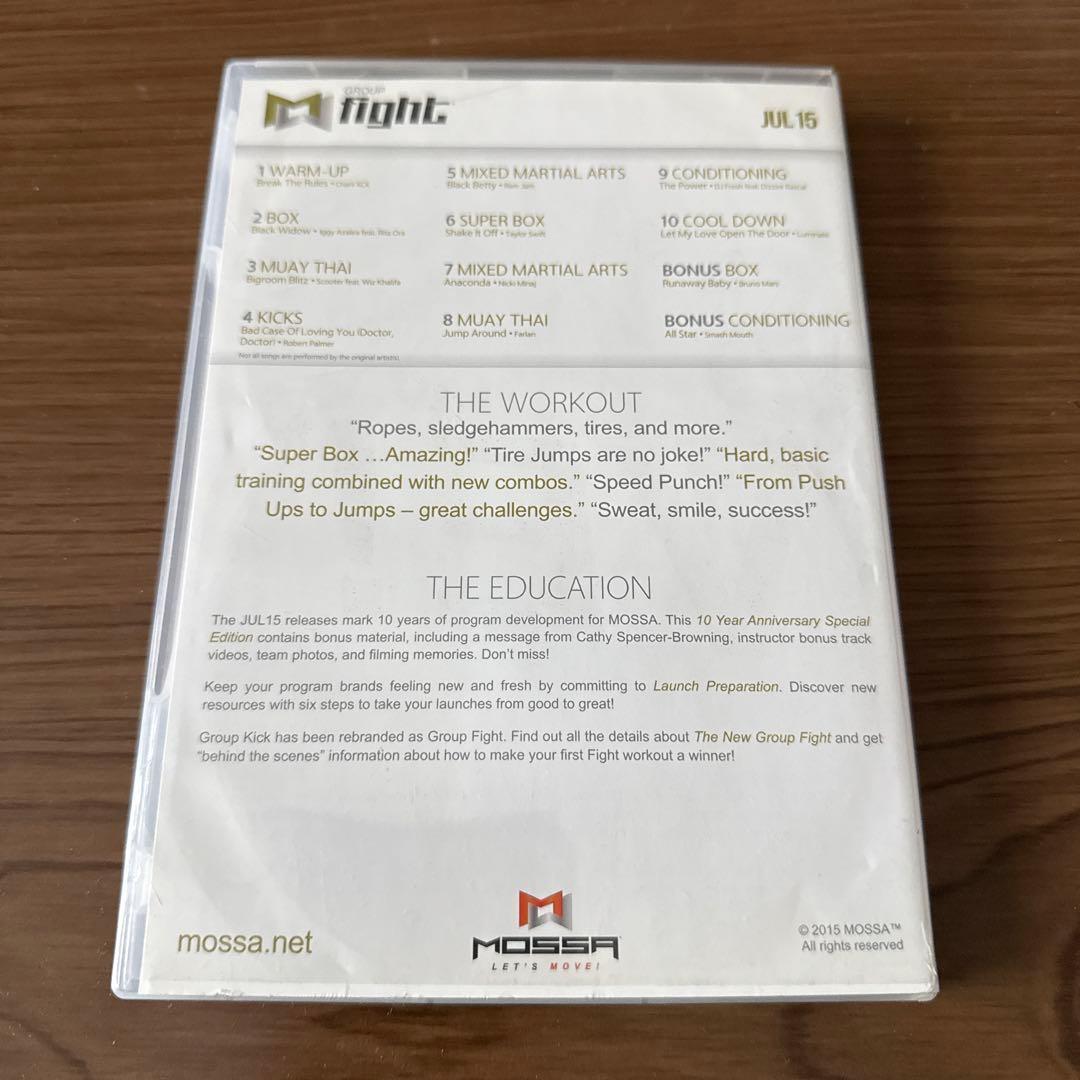 GROUP
fight.
JUL15
1 WARM-UP
Break The Rules •
2 BOX
Black Widow • Iggy Azalea feat. Rita Ora
3 MUAY THAI
Bigroom Blitz • Scooter feat. Wiz Khalifa
4 KICKS
Bad Case Of Loving You (Doctor,
Doctor) • Robert Palmer
Not all songs are performed by the original artist(s).
5 MIXED MARTIAL ARTS
Black Betty • Ram Jam
6 SUPER BOX
Shake It Off • Taylor Swift
7 MIXED MARTIAL ARTS
Anaconda • Nicki Minaj
8 MUAY THAI
Jump Around • Farlan
9 CONDITIONING
The Power • DJ Fresh feat. Dizzee Rascal
10 COOL DOWN
Let My Love Open The Door • Luminate
BONUS BOX
Runaway Baby • Bruno Mars
BONUS CONDITIONING
All Star • Smash Mouth
THE WORKOUT
“Ropes, sledgehammers, tires, and more.”
“Super Box …Amazing!” “Tire Jumps are no joke!” “Hard, basic
training combined with new combos.” “Speed Punch!” “From Push
Ups to Jumps – great challenges.” “Sweat, smile, success!”
THE EDUCATION
The JUL15 releases mark 10 years of program development for MOSSA. This 10 Year Anniversary Special
Edition contains bonus material, including a message from Cathy Spencer-Browning, instructor bonus track
videos, team photos, and filming memories. Don’t miss!
Keep your program brands feeling new and fresh by committing to Launch Preparation. Discover new
resources with six steps to take your launches from good to great!
Group Kick has been rebranded as Group Fight. Find out all the details about The New Group Fight and get
“behind the scenes” information about how to make your first Fight workout a winner!
mossa.net
MOSSA
LET'S MOVE!
© 2015 MOSSA™
All rights reserved